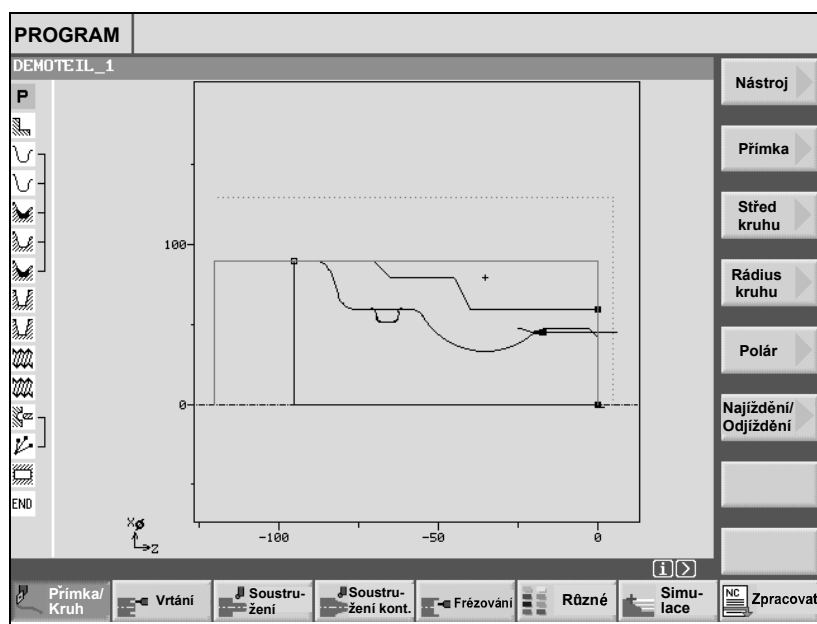 PROGRAM
DEMOTEIL_1
P
END
100
0
X⌀
Z
-100
-50
0
Nástroj
Přímka
Střed
kruhu
Rádius
kruhu
Polár
Najíždění/
Odjíždění
i
Přímka/
Kruh
Vrtání
Soustru-
žení
Soustru-
žení kont.
Frézování
Různé
Simu-
lace
NC
Zpracovat